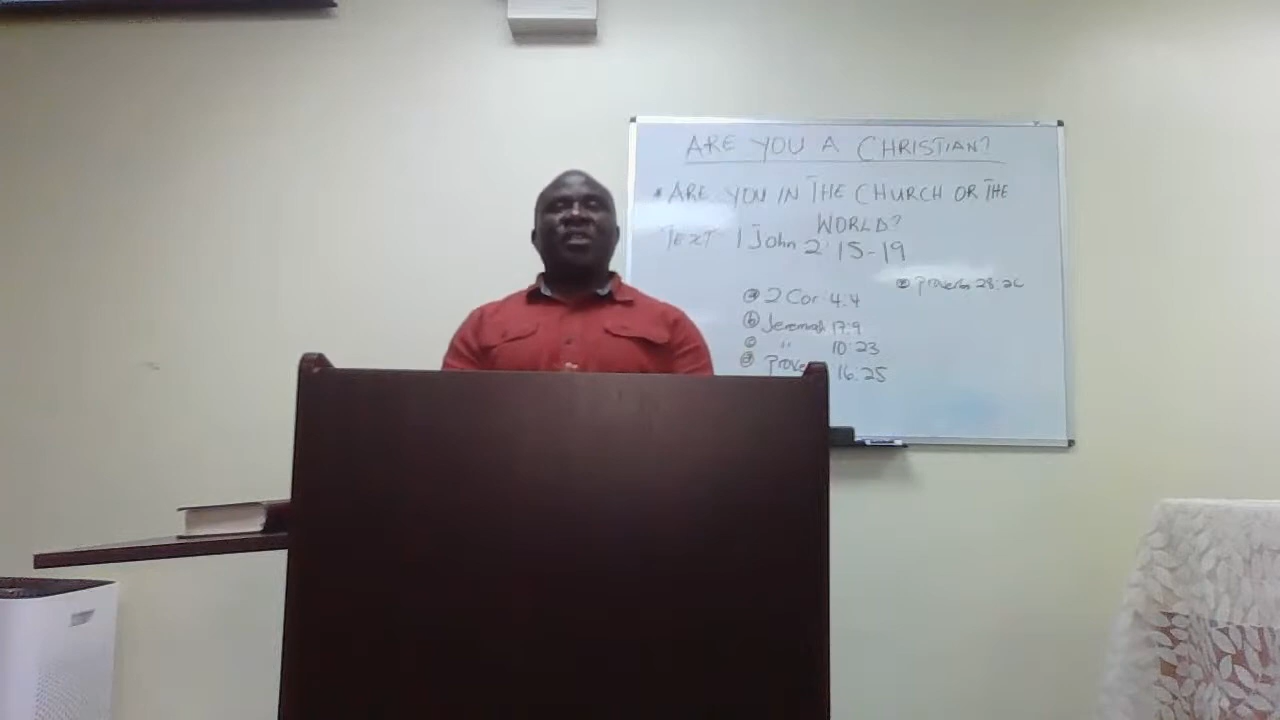 ARE YOU A CHRISTIAN?
* ARE YOU IN THE CHURCH OR THE
WORLD?
TEXT 1 John 2:15-19
(e) Proverbs 28:26
(a) 2 Cor 4:4
(b) Jeremiah 17:9
(c) " 10:23
(d) Prove 16:25